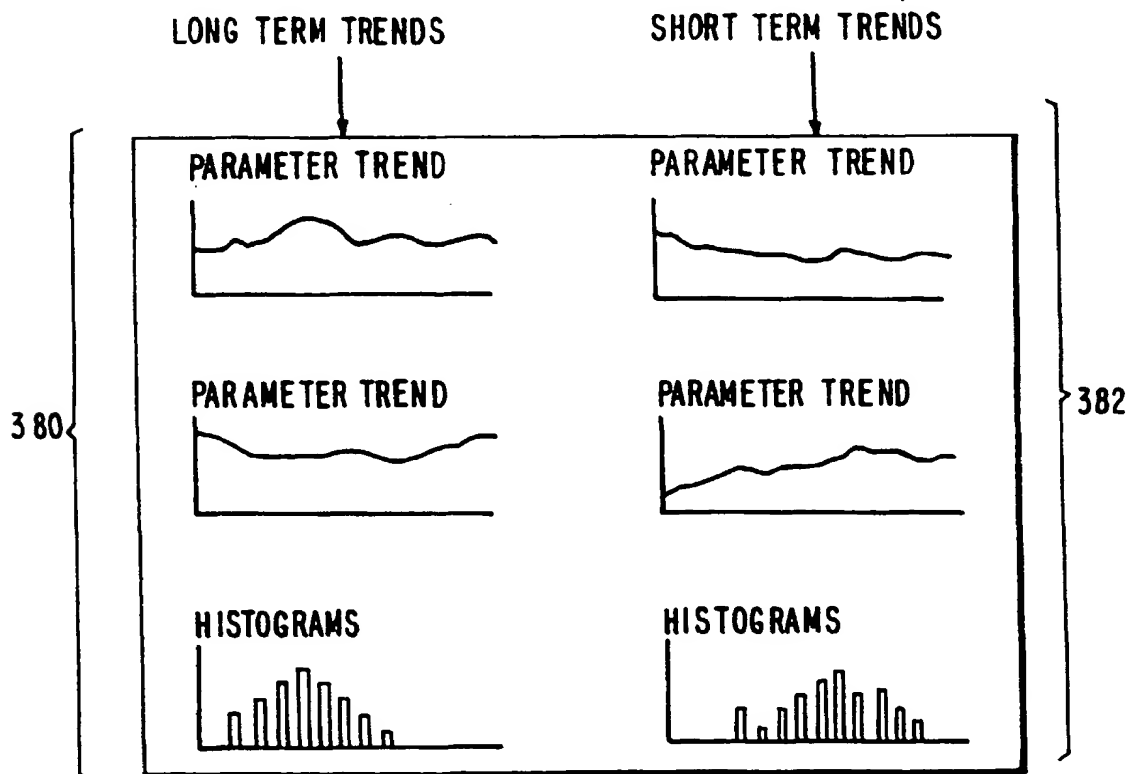 LONG TERM TRENDS
SHORT TERM TRENDS
PARAMETER TREND
PARAMETER TREND
380
PARAMETER TREND
PARAMETER TREND
382
HISTOGRAMS
HISTOGRAMS